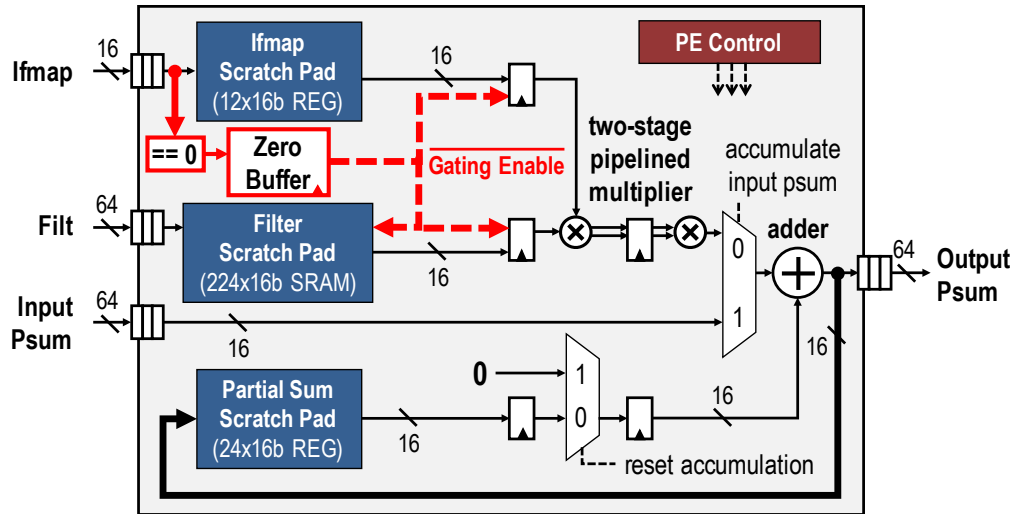 16
Ifmap
Ifmap
Scratch Pad
(12x16b REG)
16
PE Control
== 0
Zero
Buffer
Gating Enable
two-stage
pipelined
multiplier
accumulate
input psum
64
Filt
Filter
Scratch Pad
(224x16b SRAM)
16
0
1
adder
64
Output
Psum
64
Input
Psum
16
16
0
1
0
Partial Sum
Scratch Pad
(24x16b REG)
16
16
reset accumulation